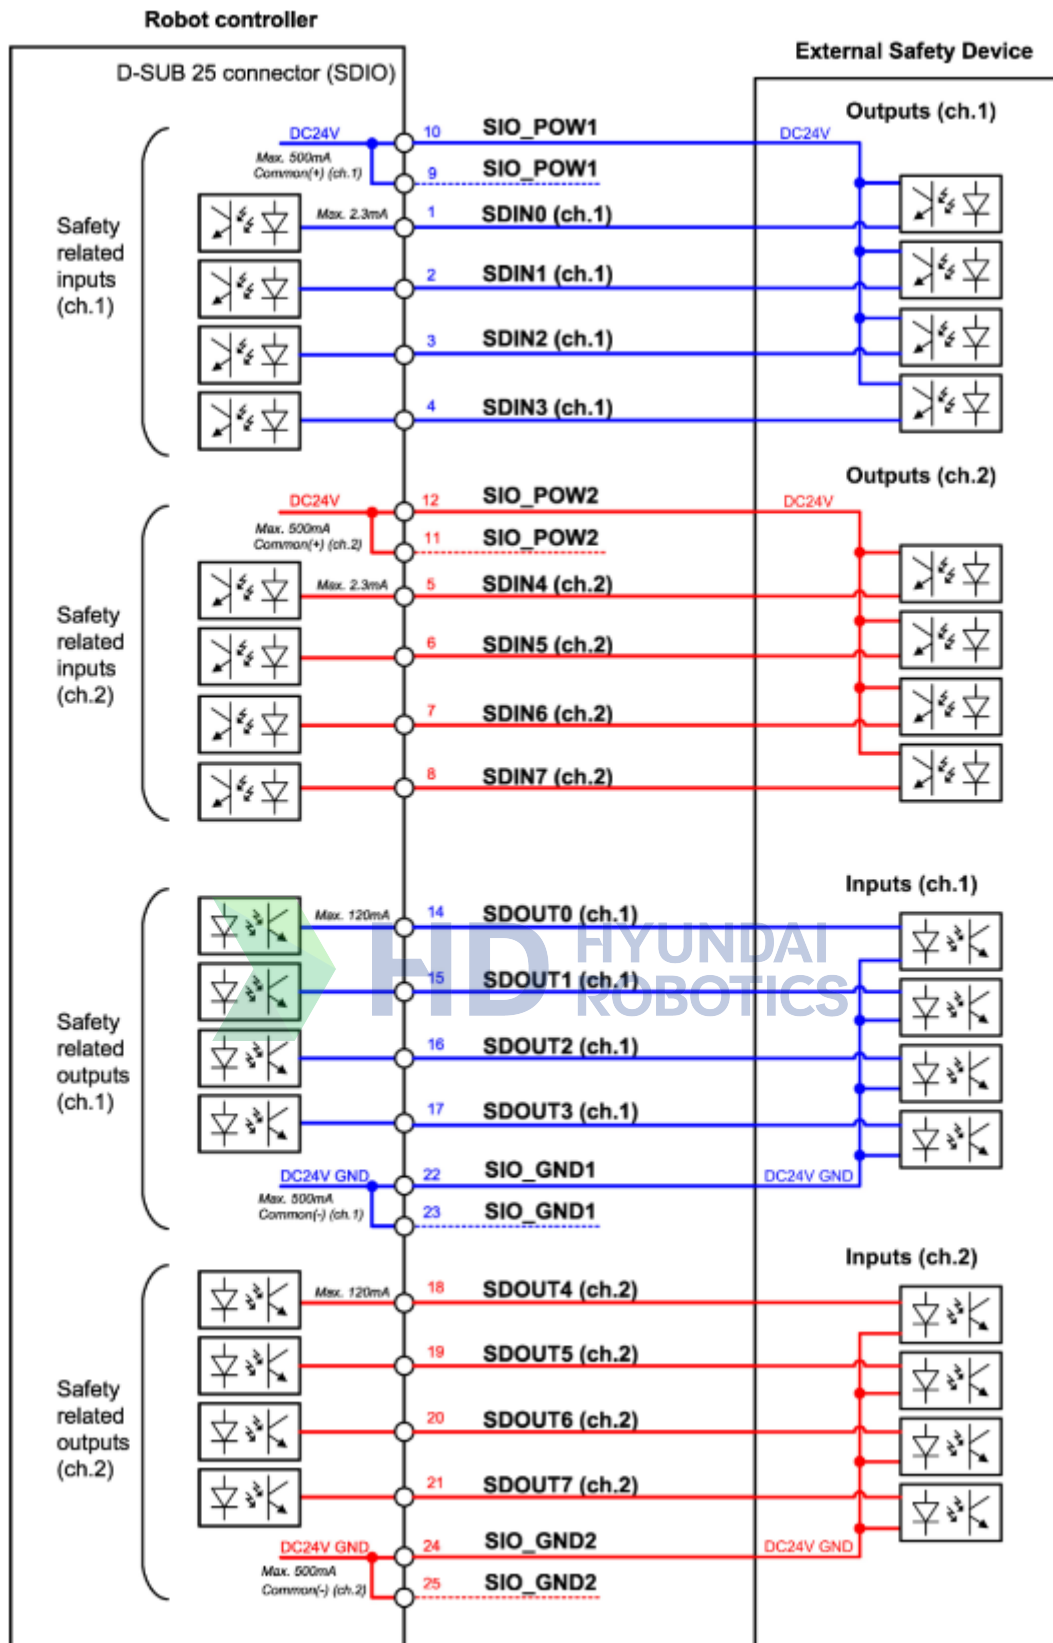 Robot controller
External Safety Device
D-SUB 25 connector (SDIO)
Outputs (ch.1)
DC24V
10
SIO_POW1
DC24V
Max. 500mA
Common(+) (ch.1)
9
SIO_POW1
Safety
related
inputs
(ch.1)
Max. 2.3mA
1
SDIN0 (ch.1)
2
SDIN1 (ch.1)
3
SDIN2 (ch.1)
4
SDIN3 (ch.1)
Outputs (ch.2)
DC24V
12
SIO_POW2
DC24V
Max. 500mA
Common(+) (ch.2)
11
SIO_POW2
Safety
related
inputs
(ch.2)
Max. 2.3mA
5
SDIN4 (ch.2)
6
SDIN5 (ch.2)
7
SDIN6 (ch.2)
8
SDIN7 (ch.2)
Inputs (ch.1)
Safety
related
outputs
(ch.1)
Max. 120mA
14
SDOUT0 (ch.1)
HD HYUNDAI
ROBOTICS
15
SDOUT1 (ch.1)
16
SDOUT2 (ch.1)
17
SDOUT3 (ch.1)
DC24V GND
22
SIO_GND1
DC24V GND
Max. 500mA
Common(-) (ch.1)
23
SIO_GND1
Inputs (ch.2)
Safety
related
outputs
(ch.2)
Max. 120mA
18
SDOUT4 (ch.2)
19
SDOUT5 (ch.2)
20
SDOUT6 (ch.2)
21
SDOUT7 (ch.2)
DC24V GND
24
SIO_GND2
DC24V GND
Max. 500mA
Common(-) (ch.2)
25
SIO_GND2